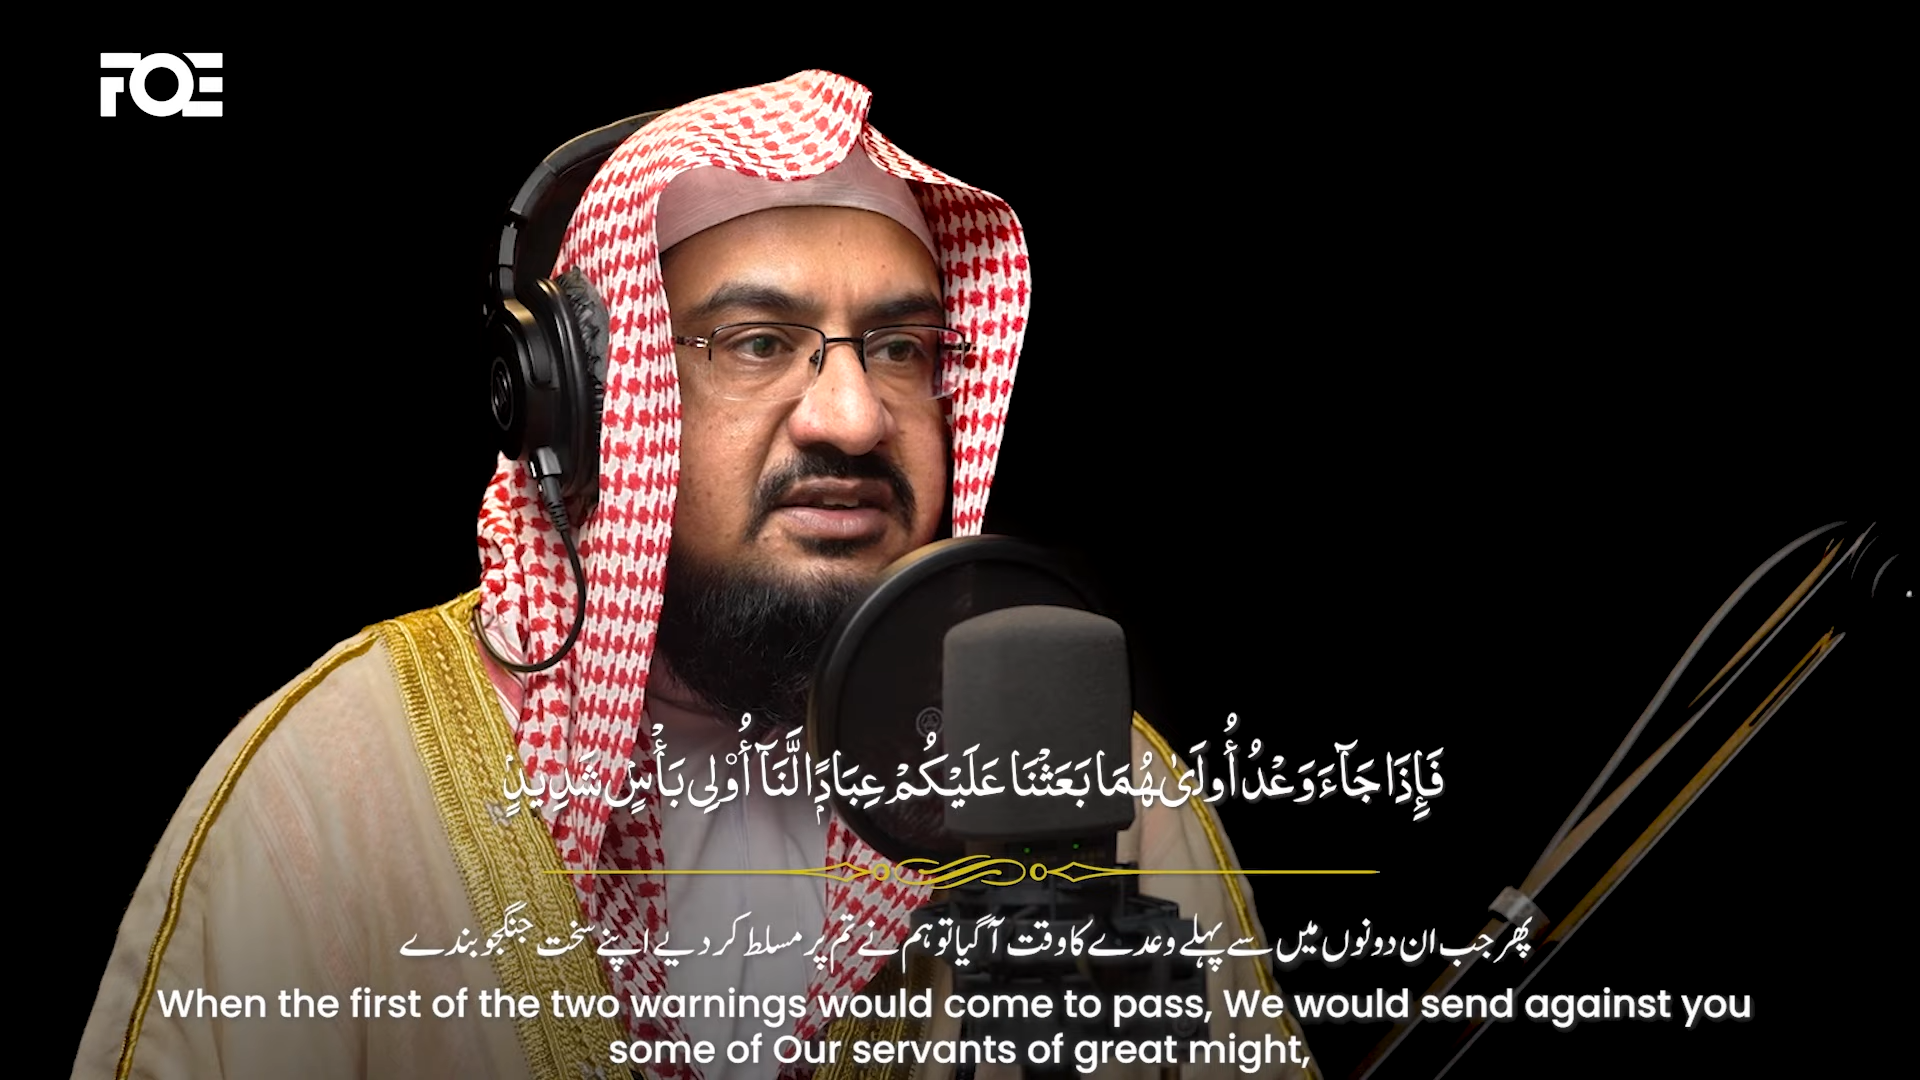 FOE
فَإِذَا جَآءَ وَعْدُ أُولَىٰهُمَا بَعَثْنَا عَلَيْكُمْ عِبَادًۭا لَّنَآ أُو۟لِى بَأْسٍۢ شَدِيدٍۢ
پھر جب ان دونوں میں سے پہلے وعدے کا وقت آ گیا تو ہم نے تم پر مسلط کر دیے اپنے سخت جنگجو بندے
When the first of the two warnings would come to pass, We would send against you
some of Our servants of great might,